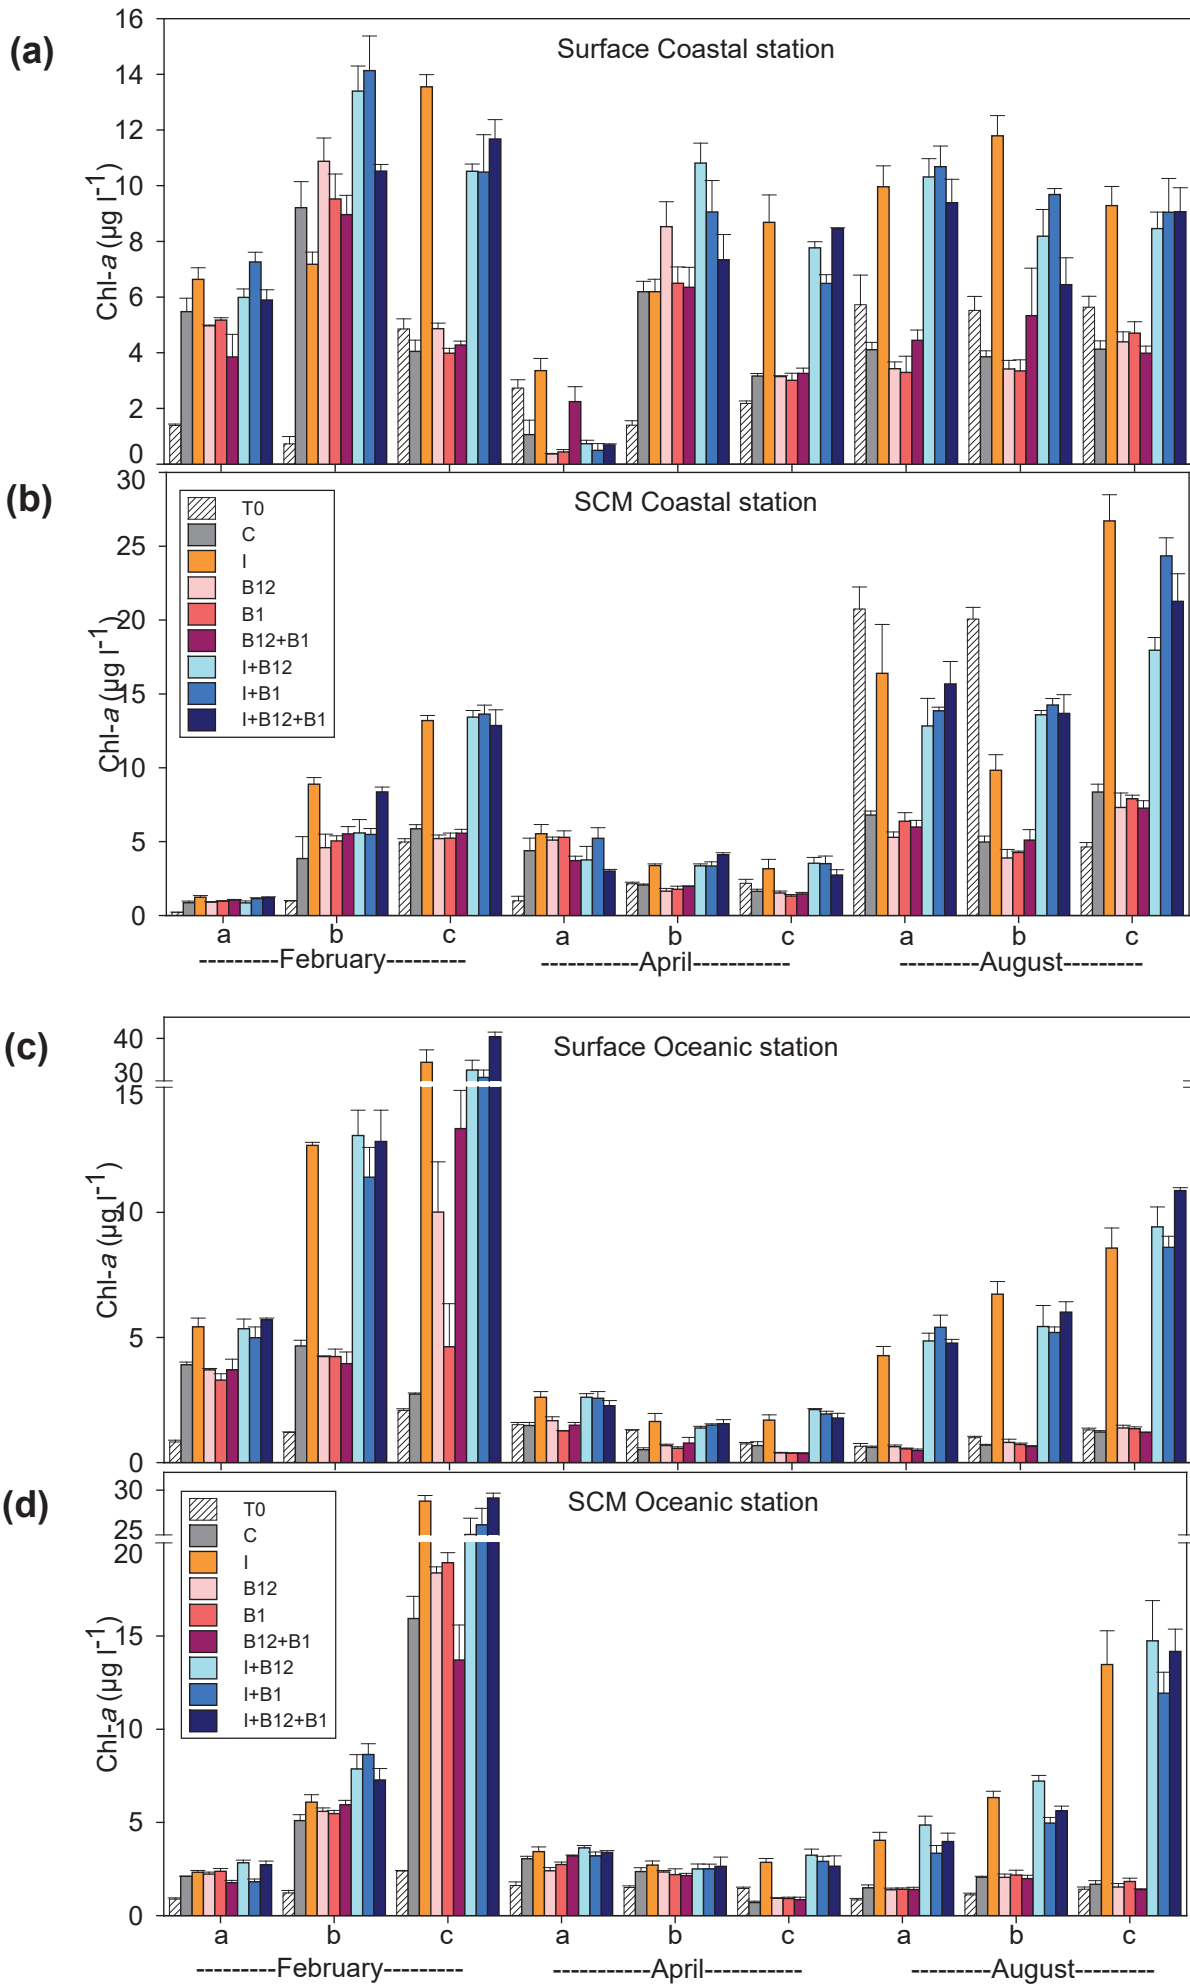 (a)
Surface Coastal station
Chl-a (µg l-1)
16
14
12
10
8
6
4
2
0
(b)
SCM Coastal station
Chl-a (µg l-1)
30
25
20
15
10
5
0
T0
C
I
B12
B1
B12+B1
I+B12
I+B1
I+B12+B1
a b c a b c a b c
---------February--------- -----------April----------- ---------August---------
(c)
Surface Oceanic station
Chl-a (µg l-1)
40
30
15
10
5
0
(d)
SCM Oceanic station
Chl-a (µg l-1)
30
25
20
15
10
5
0
T0
C
I
B12
B1
B12+B1
I+B12
I+B1
I+B12+B1
a b c a b c a b c
---------February--------- -----------April----------- ---------August---------